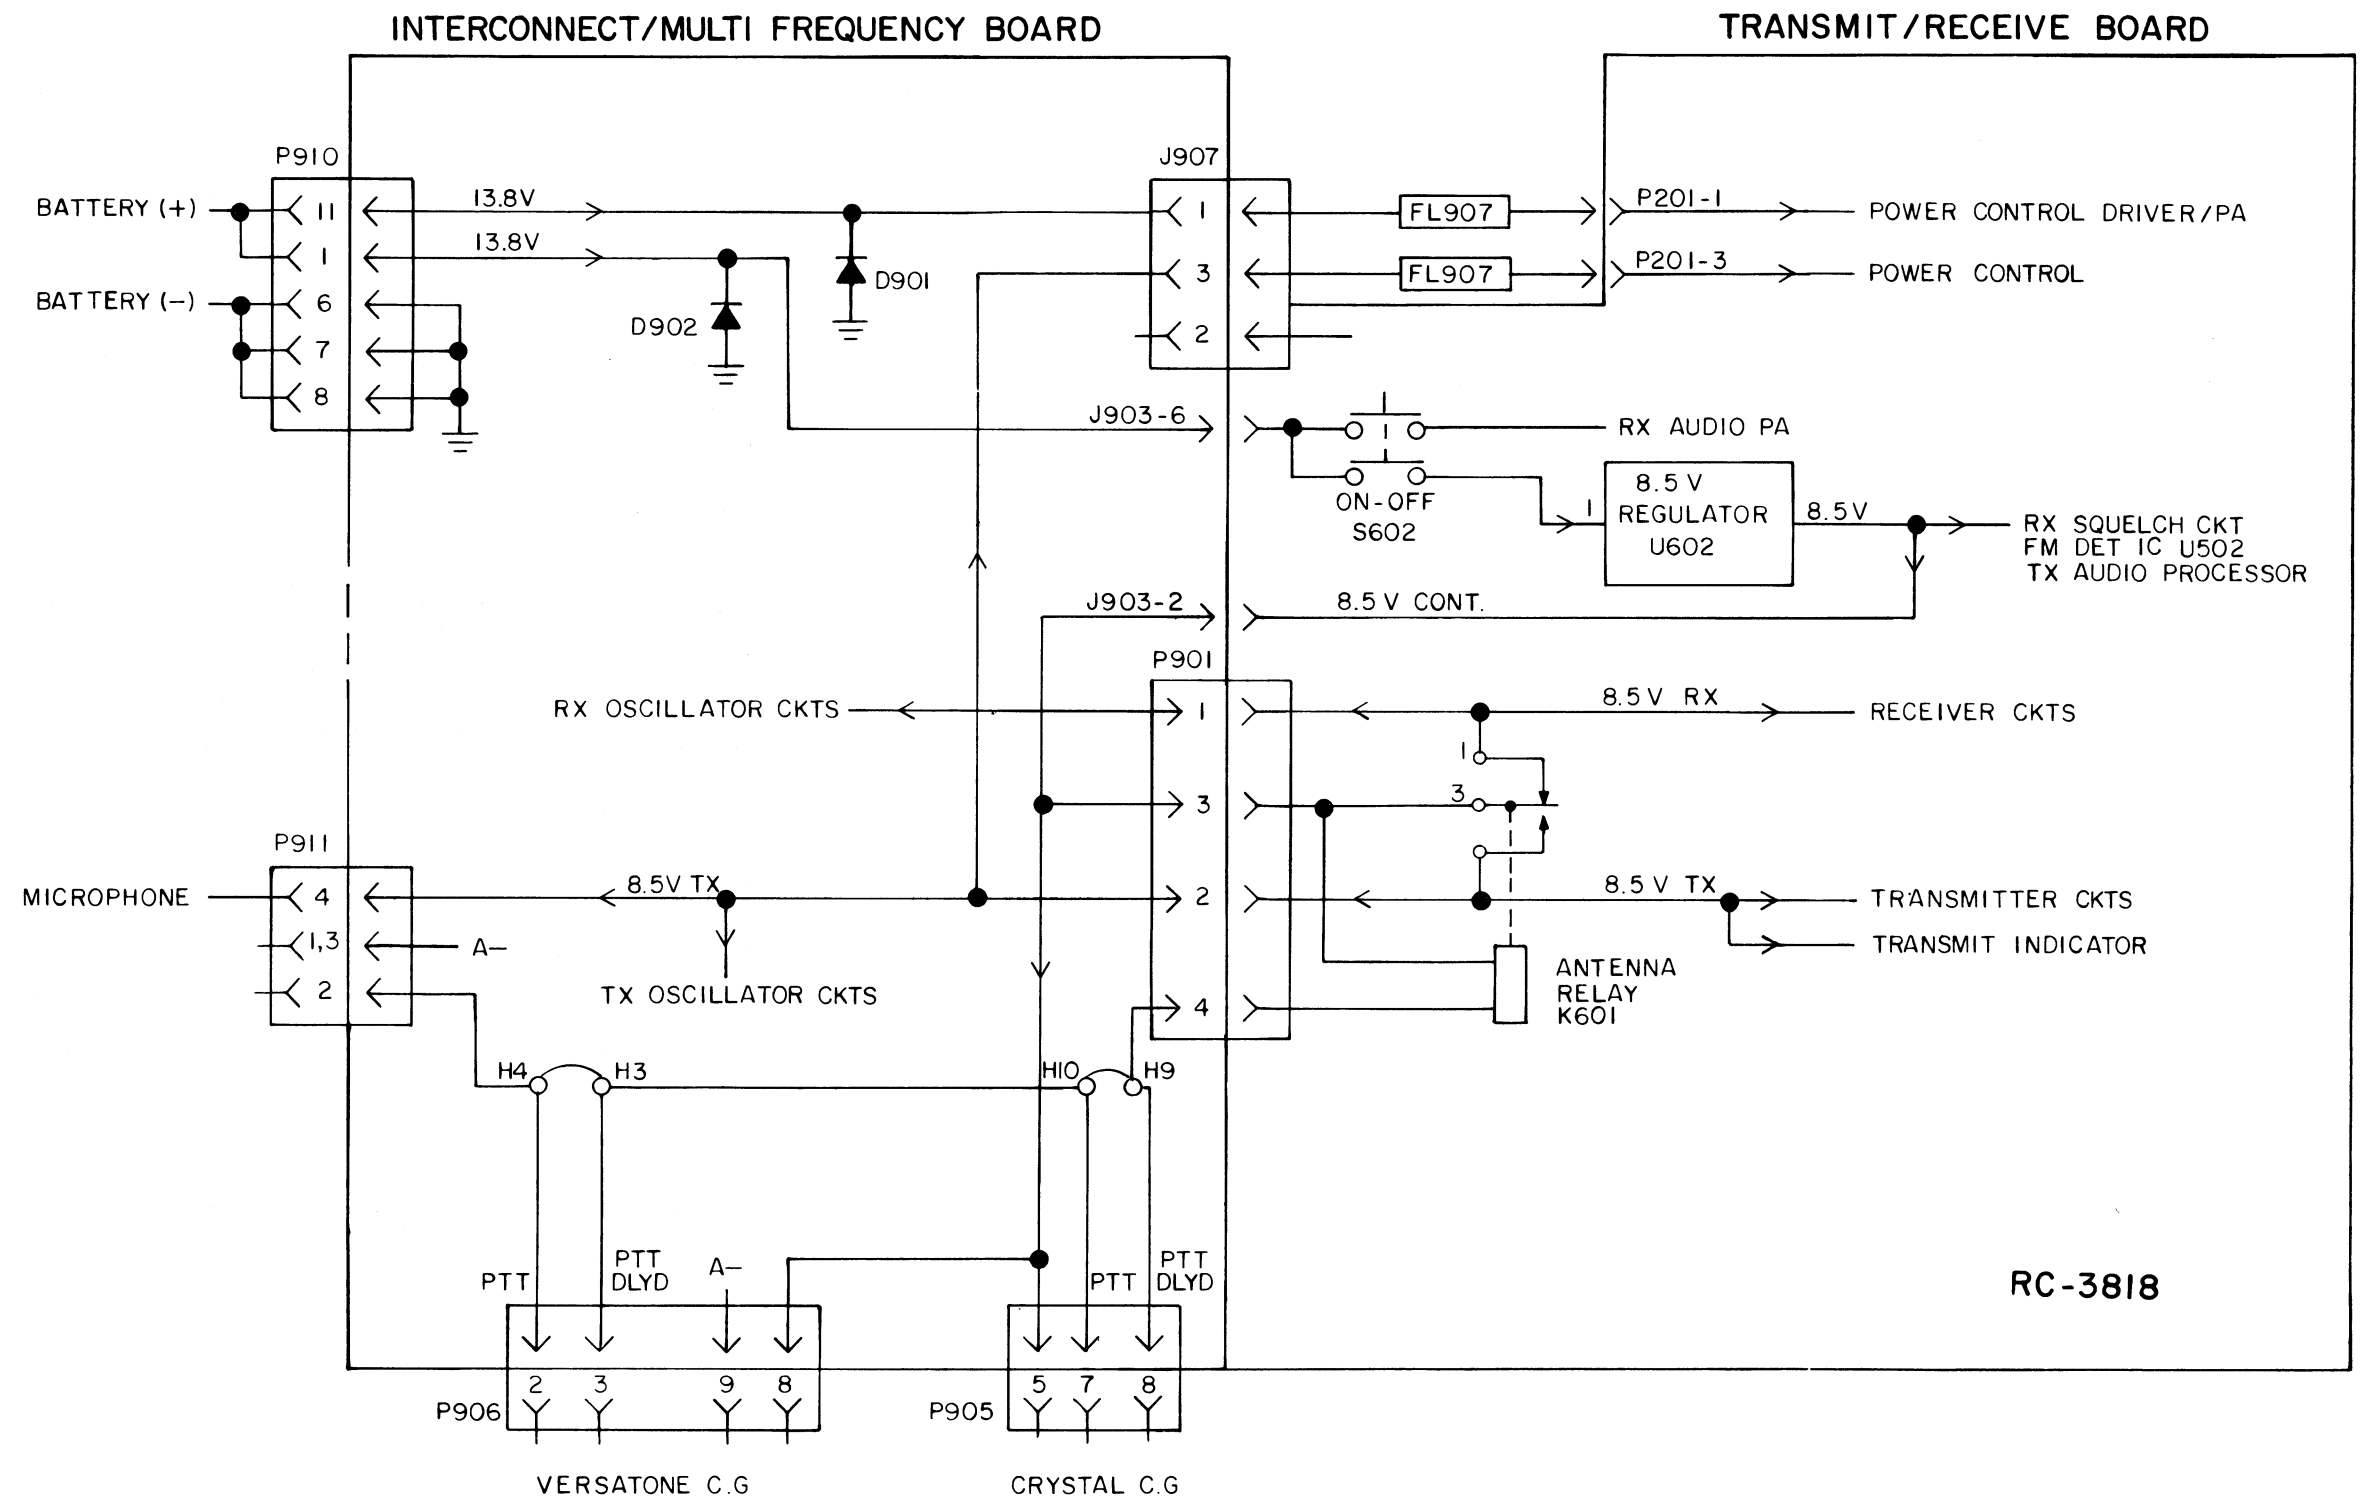 INTERCONNECT/MULTI FREQUENCY BOARD
TRANSMIT/RECEIVE BOARD
P910
BATTERY (+)
11
13.8V
1
13.8V
BATTERY (-)
6
7
8
D902
D901
J907
1
3
2
FL907
P201-1
POWER CONTROL DRIVER/PA
FL907
P201-3
POWER CONTROL
J903-6
RX AUDIO PA
ON-OFF
S602
1
8.5 V
REGULATOR
U602
8.5V
RX SQUELCH CKT
FM DET IC U502
TX AUDIO PROCESSOR
J903-2
8.5 V CONT.
P901
RX OSCILLATOR CKTS
1
8.5 V RX
RECEIVER CKTS
1
3
3
P911
MICROPHONE
4
8.5V TX
2
8.5 V TX
TRANSMITTER CKTS
1,3
A-
TRANSMIT INDICATOR
2
TX OSCILLATOR CKTS
4
ANTENNA
RELAY
K601
H4
H3
H10
H9
PTT
PTT
DLYD
A-
PTT
PTT
DLYD
RC-3818
2
3
9
8
P906
5
7
8
P905
VERSATONE C.G
CRYSTAL C.G